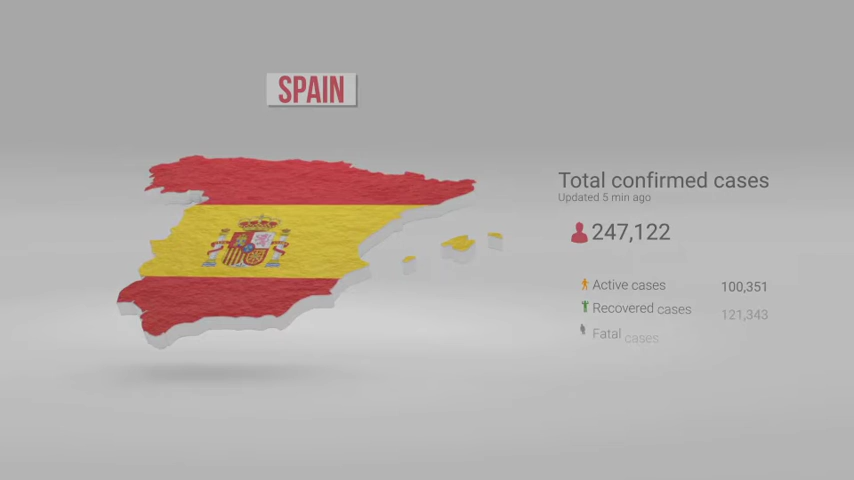 SPAIN
Total confirmed cases
Updated 5 min ago
247,122
Active cases 100,351
Recovered cases 121,343
Fatal cases